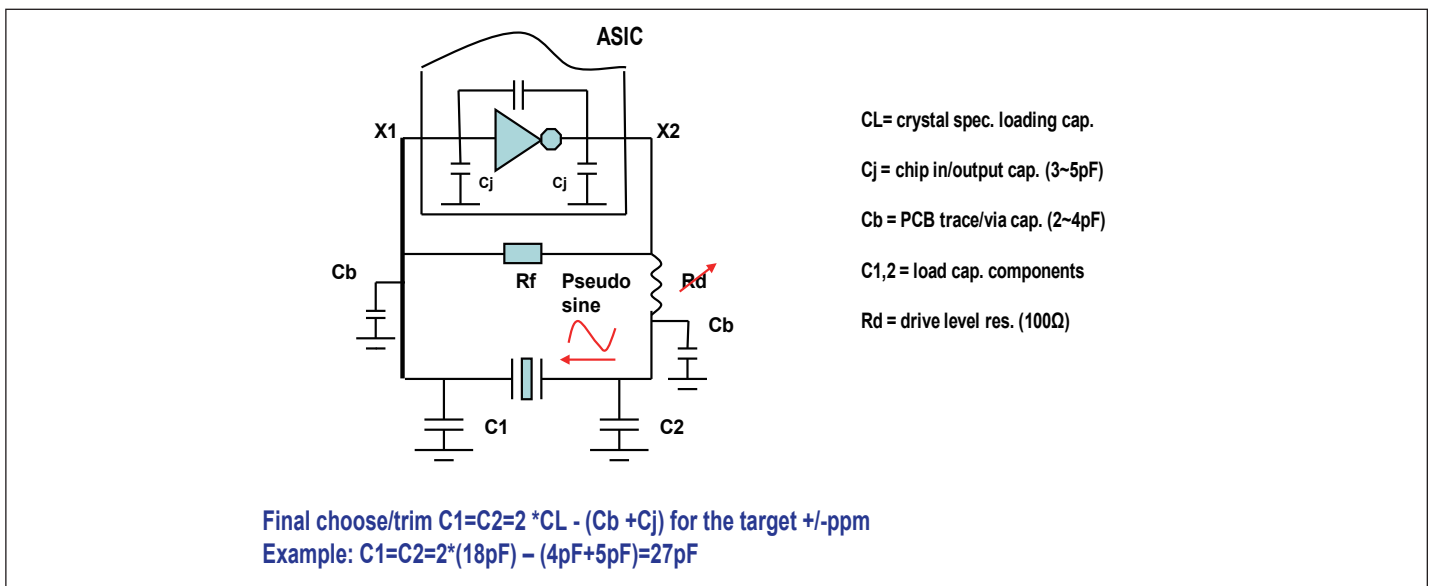 ASIC
X1
X2
Cj
Cj
CL= crystal spec. loading cap.
Cj = chip in/output cap. (3~5pF)
Cb = PCB trace/via cap. (2~4pF)
C1,2 = load cap. components
Rd = drive level res. (100Ω)
Cb
Rf
Pseudo
sine
Rd
Cb
C1
C2
Final choose/trim C1=C2=2 *CL - (Cb +Cj) for the target +/-ppm
Example: C1=C2=2*(18pF) – (4pF+5pF)=27pF